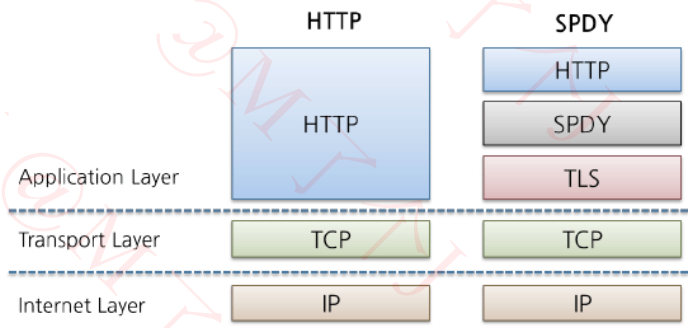 HTTP SPDY
HTTP
HTTP
SPDY
Application Layer TLS
Transport Layer TCP TCP
Internet Layer IP IP